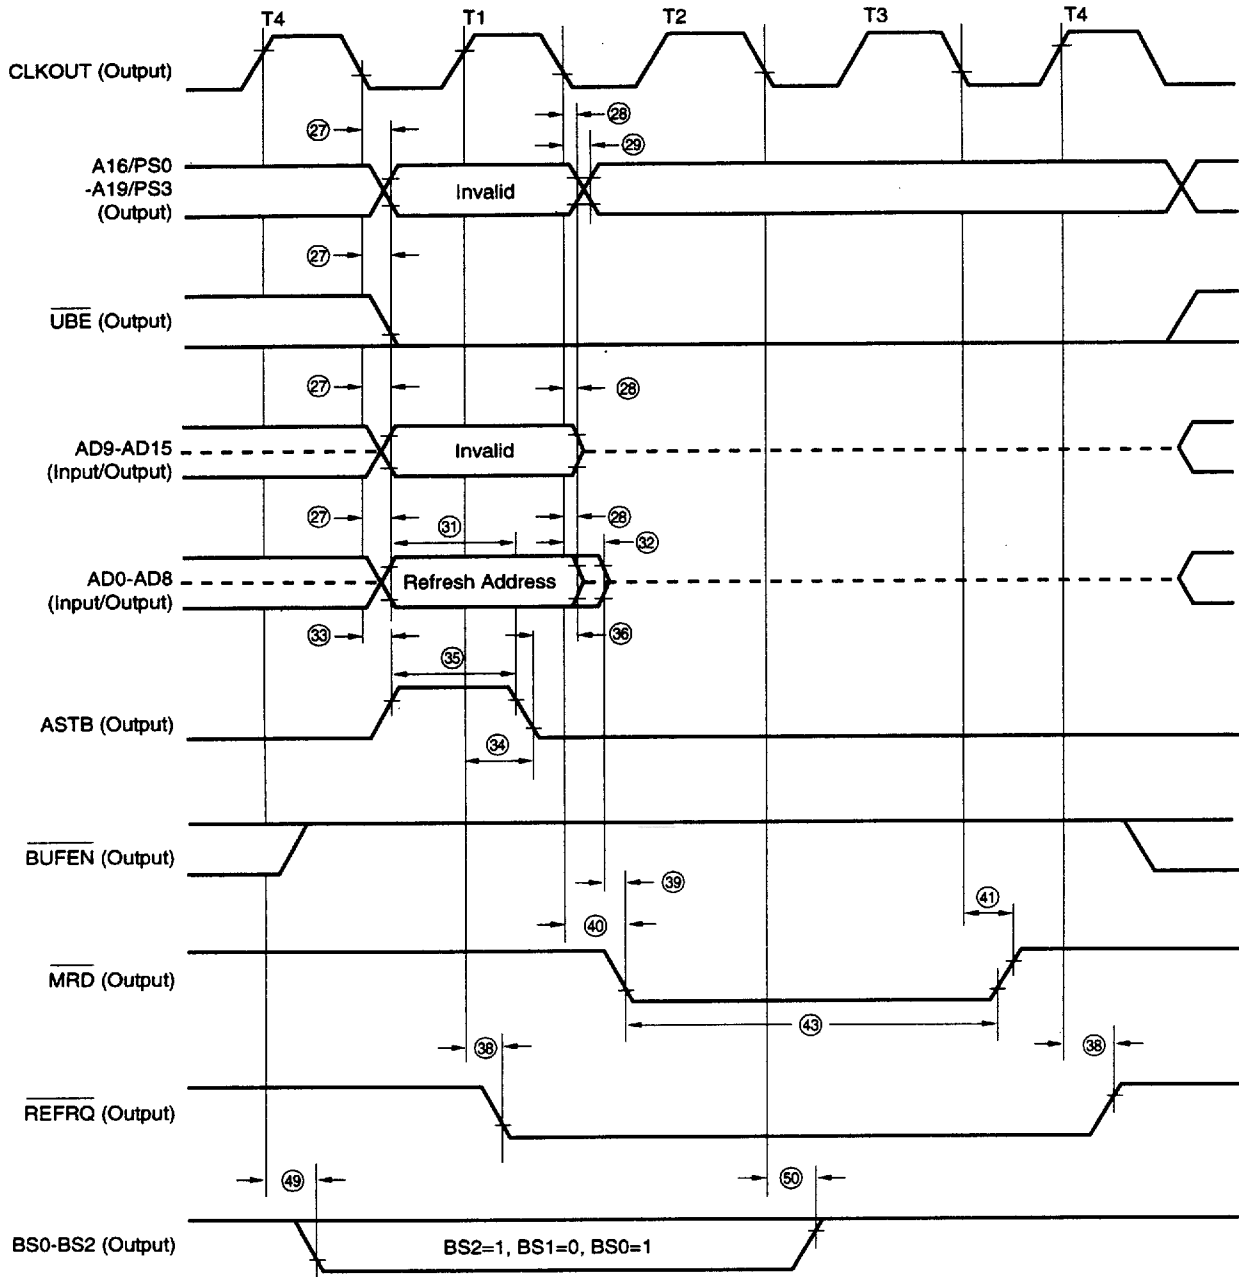 T4 T1 T2 T3 T4
CLKOUT (Output)
28
27 29
A16/PS0
-A19/PS3
(Output)
Invalid
27
UBE (Output)
27 28
AD9-AD15
(Input/Output)
Invalid
27 31 28
32
AD0-AD8
(Input/Output)
Refresh Address
33 36
35
ASTB (Output)
34
BUFEN (Output)
39
40 41
MRD (Output)
43
38 38
REFRQ (Output)
49 50
BS0-BS2 (Output)
BS2=1, BS1=0, BS0=1